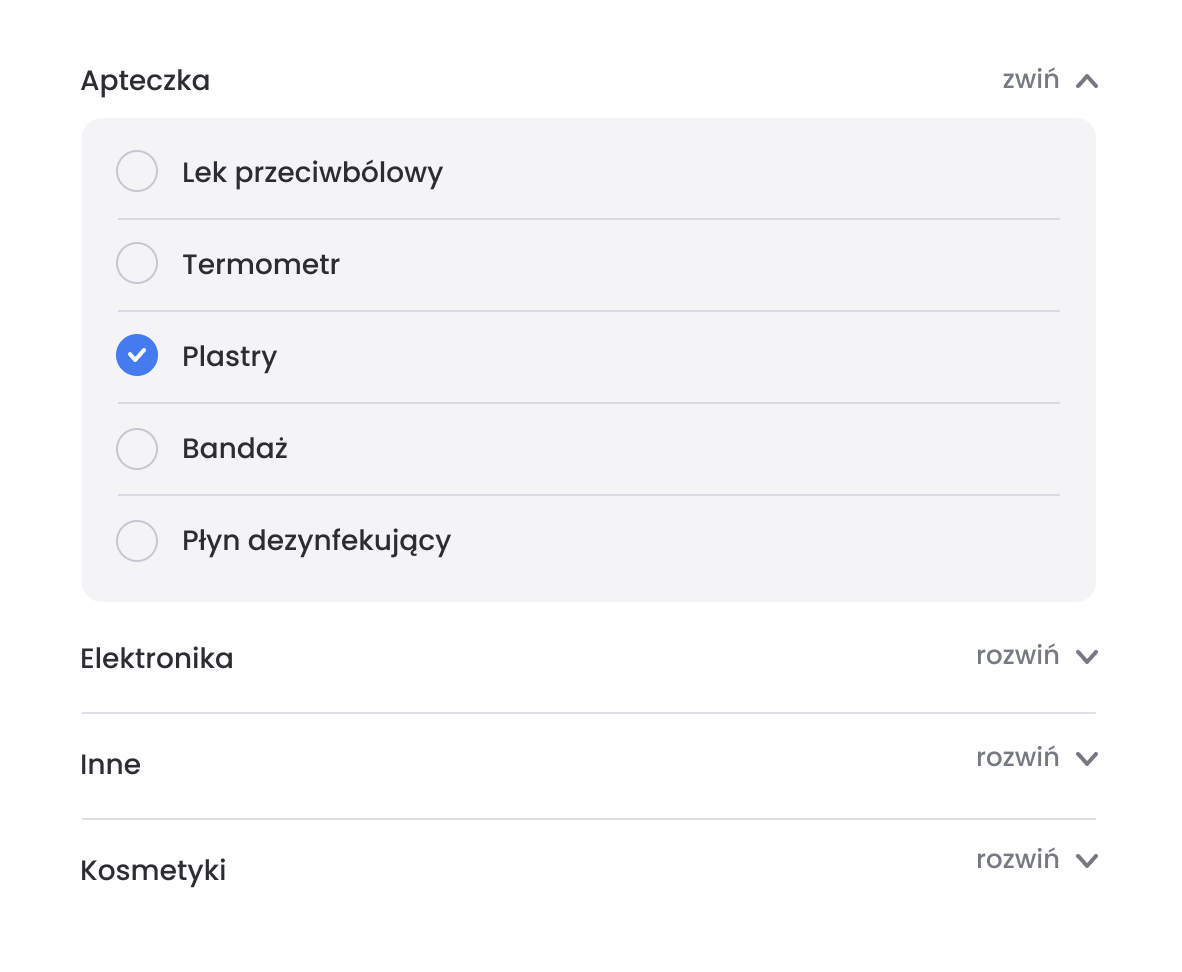 Apteczka zwiń
Lek przeciwbólowy
Termometr
Plastry
Bandaż
Płyn dezynfekujący
Elektronika rozwiń
Inne rozwiń
Kosmetyki rozwiń